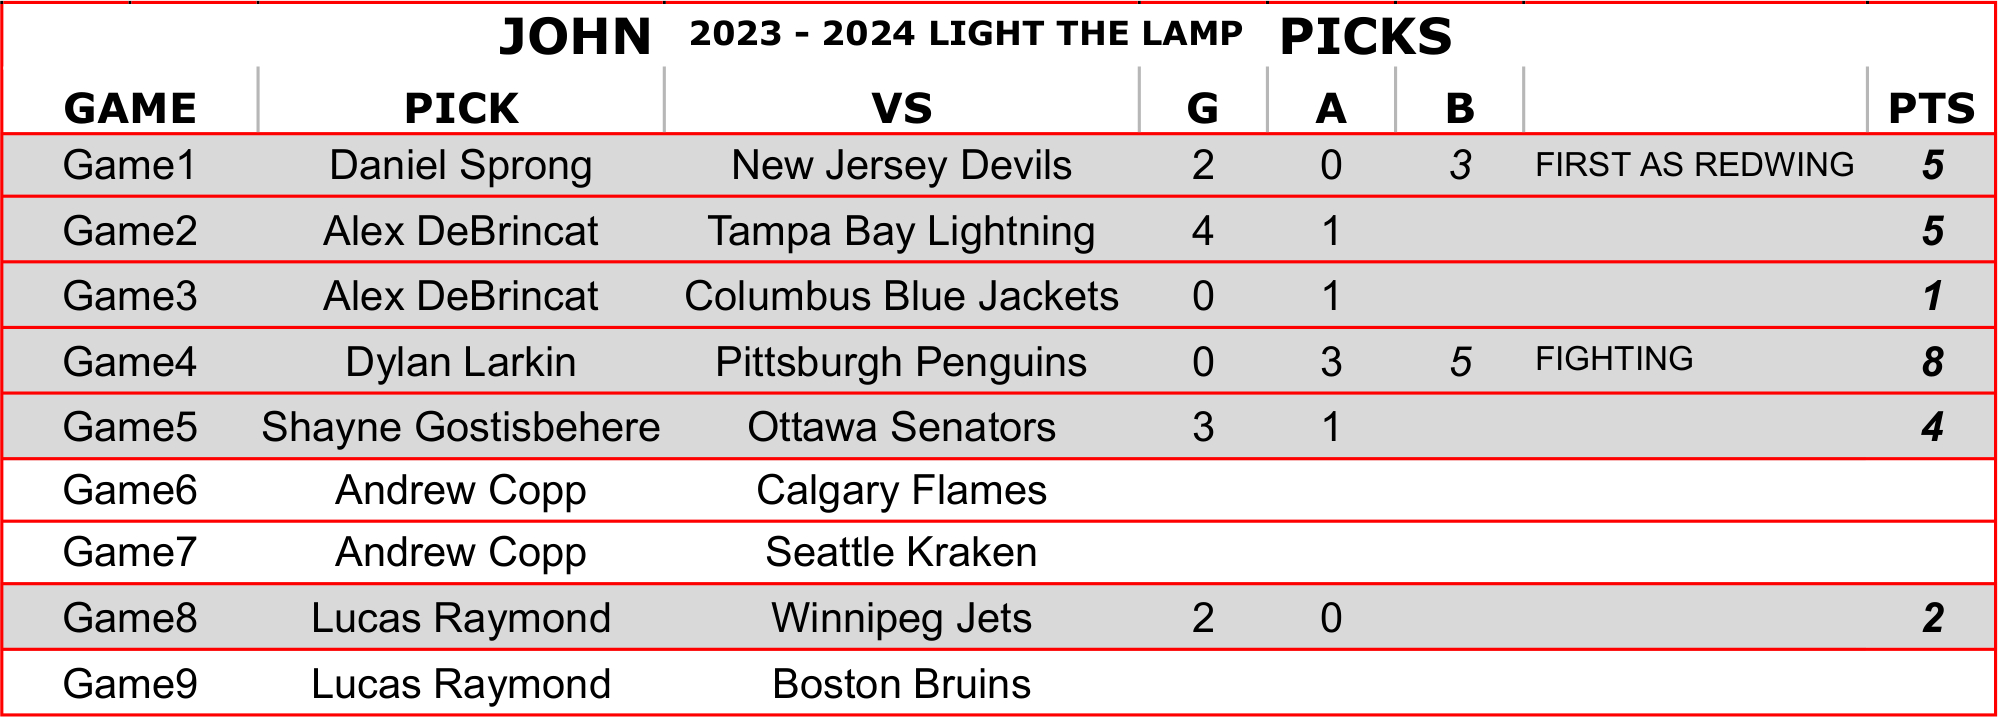 JOHN 2023 - 2024 LIGHT THE LAMP PICKS
GAME PICK VS G A B PTS
Game1 Daniel Sprong New Jersey Devils 2 0 3 FIRST AS REDWING 5
Game2 Alex DeBrincat Tampa Bay Lightning 4 1 5
Game3 Alex DeBrincat Columbus Blue Jackets 0 1 1
Game4 Dylan Larkin Pittsburgh Penguins 0 3 5 FIGHTING 8
Game5 Shayne Gostisbehere Ottawa Senators 3 1 4
Game6 Andrew Copp Calgary Flames
Game7 Andrew Copp Seattle Kraken
Game8 Lucas Raymond Winnipeg Jets 2 0 2
Game9 Lucas Raymond Boston Bruins